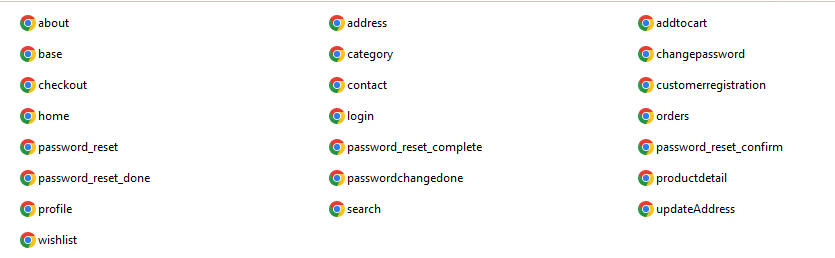 about address addtocart
base category changepassword
checkout contact customerregistration
home login orders
password_reset password_reset_complete password_reset_confirm
password_reset_done passwordchangedone productdetail
profile search updateAddress
wishlist